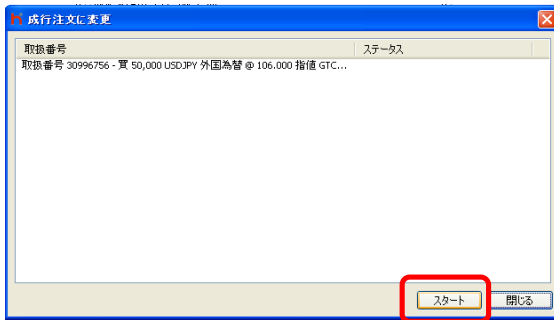 成行注文に変更
取扱番号 ステータス
取扱番号 30996756 - 買 50,000 USDJPY 外国為替 @ 106.000 指値 GTC...
スタート 閉じる